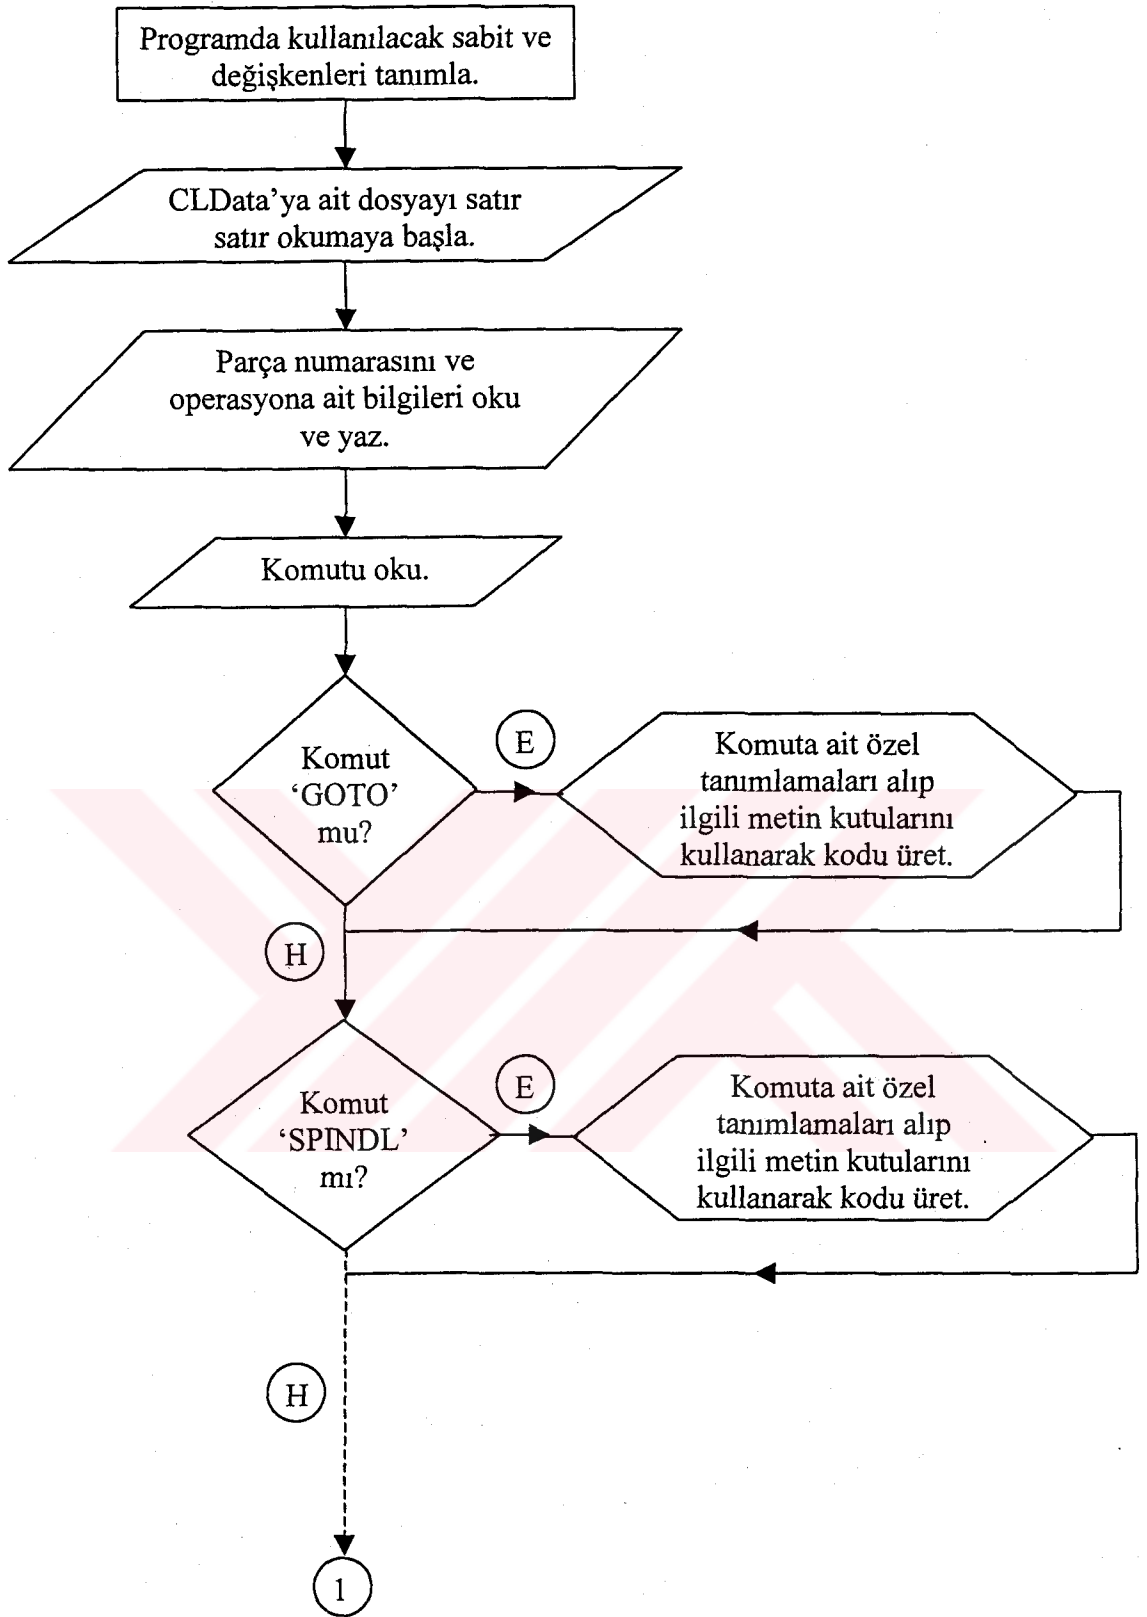 Programda kullanılacak sabit ve
değişkenleri tanımla.
CLData’ya ait dosyayı satır
satır okumaya başla.
Parça numarasını ve
operasyona ait bilgileri oku
ve yaz.
Komutu oku.
Komut
‘GOTO’
mu?
E
Komuta ait özel
tanımlamaları alıp
ilgili metin kutularını
kullanarak kodu üret.
H
Komut
‘SPINDL’
mı?
E
Komuta ait özel
tanımlamaları alıp
ilgili metin kutularını
kullanarak kodu üret.
H
1